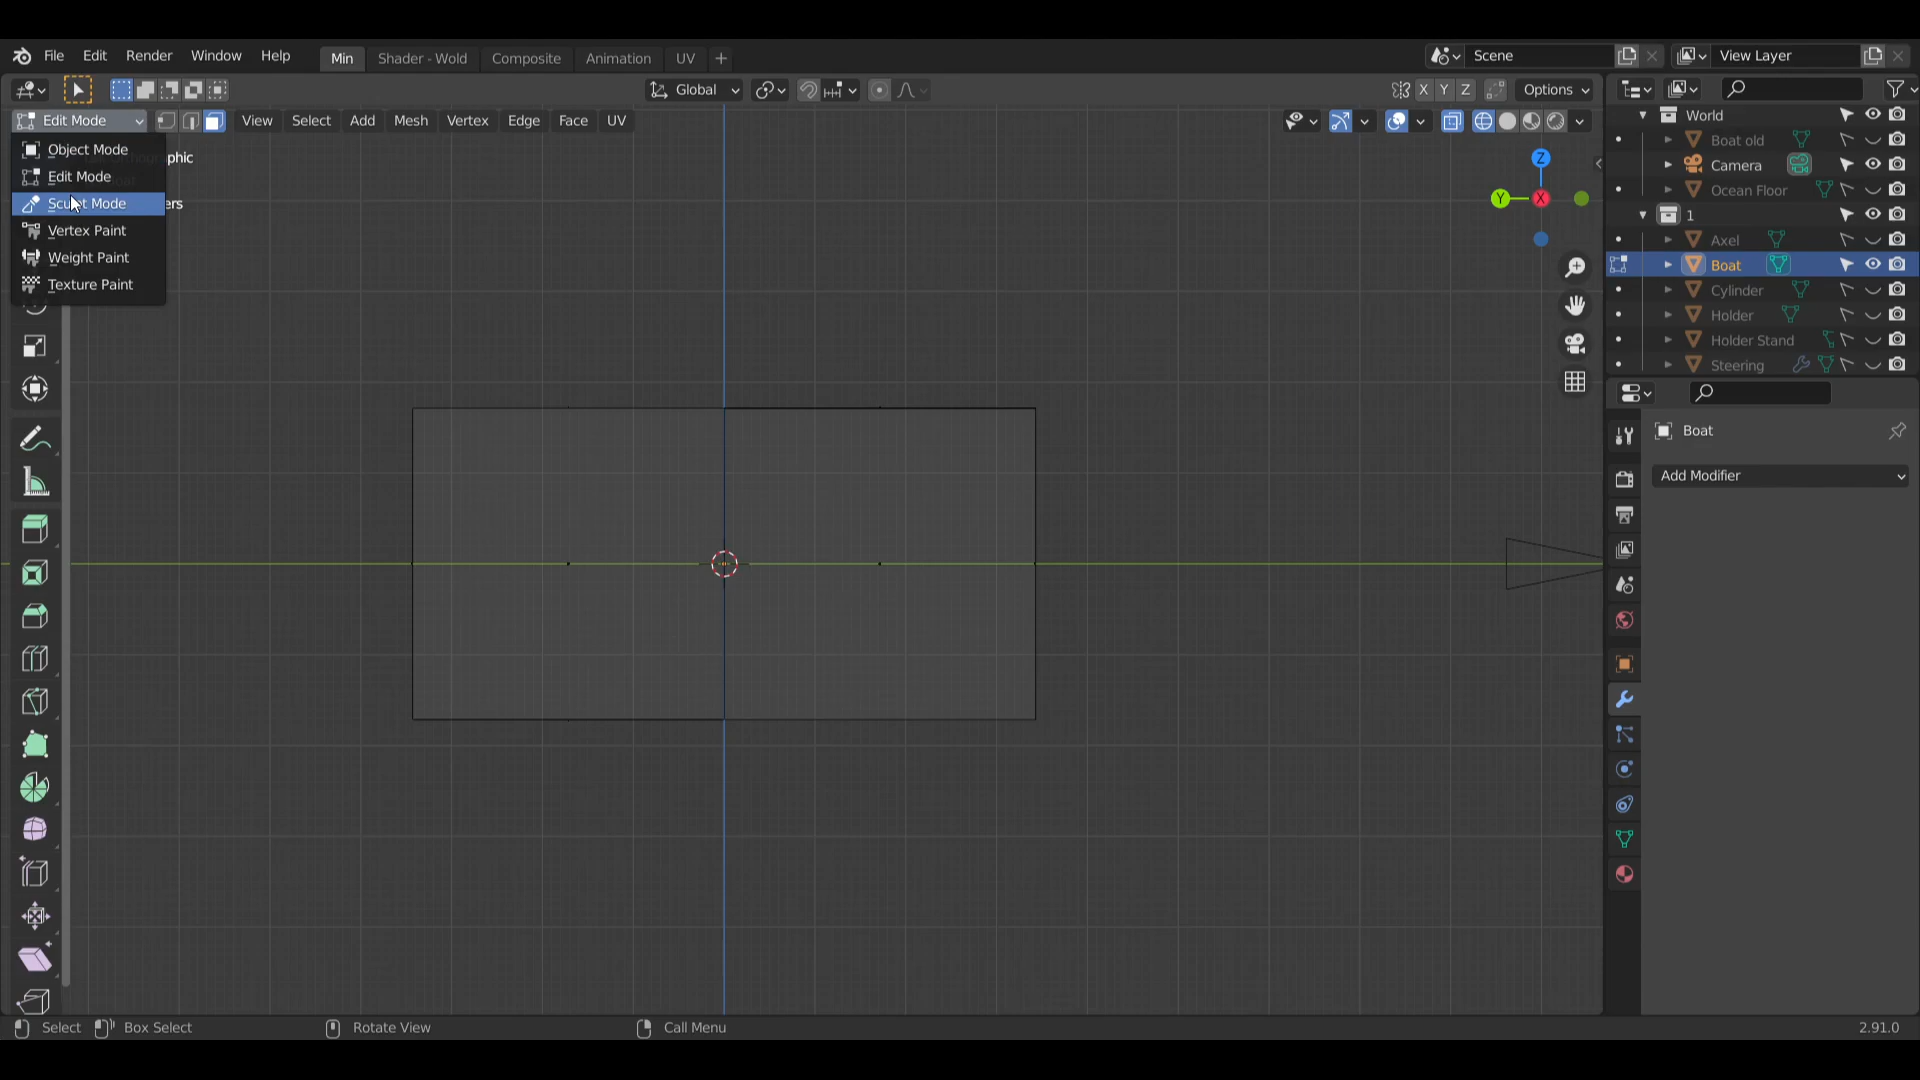 File Edit Render Window Help Min Shader - Wold Composite Animation UV + Scene View Layer
Global X Y Z Options
Edit Mode View Select Add Mesh Vertex Edge Face UV
Object Mode
phic
Edit Mode
Sculpt Mode
ers
Vertex Paint
Weight Paint
Texture Paint
Z
Y X
World
Boat old
Camera
Ocean Floor
1
Axel
Boat
Cylinder
Holder
Holder Stand
Steering
Boat
Add Modifier
Select Box Select Rotate View Call Menu 2.91.0